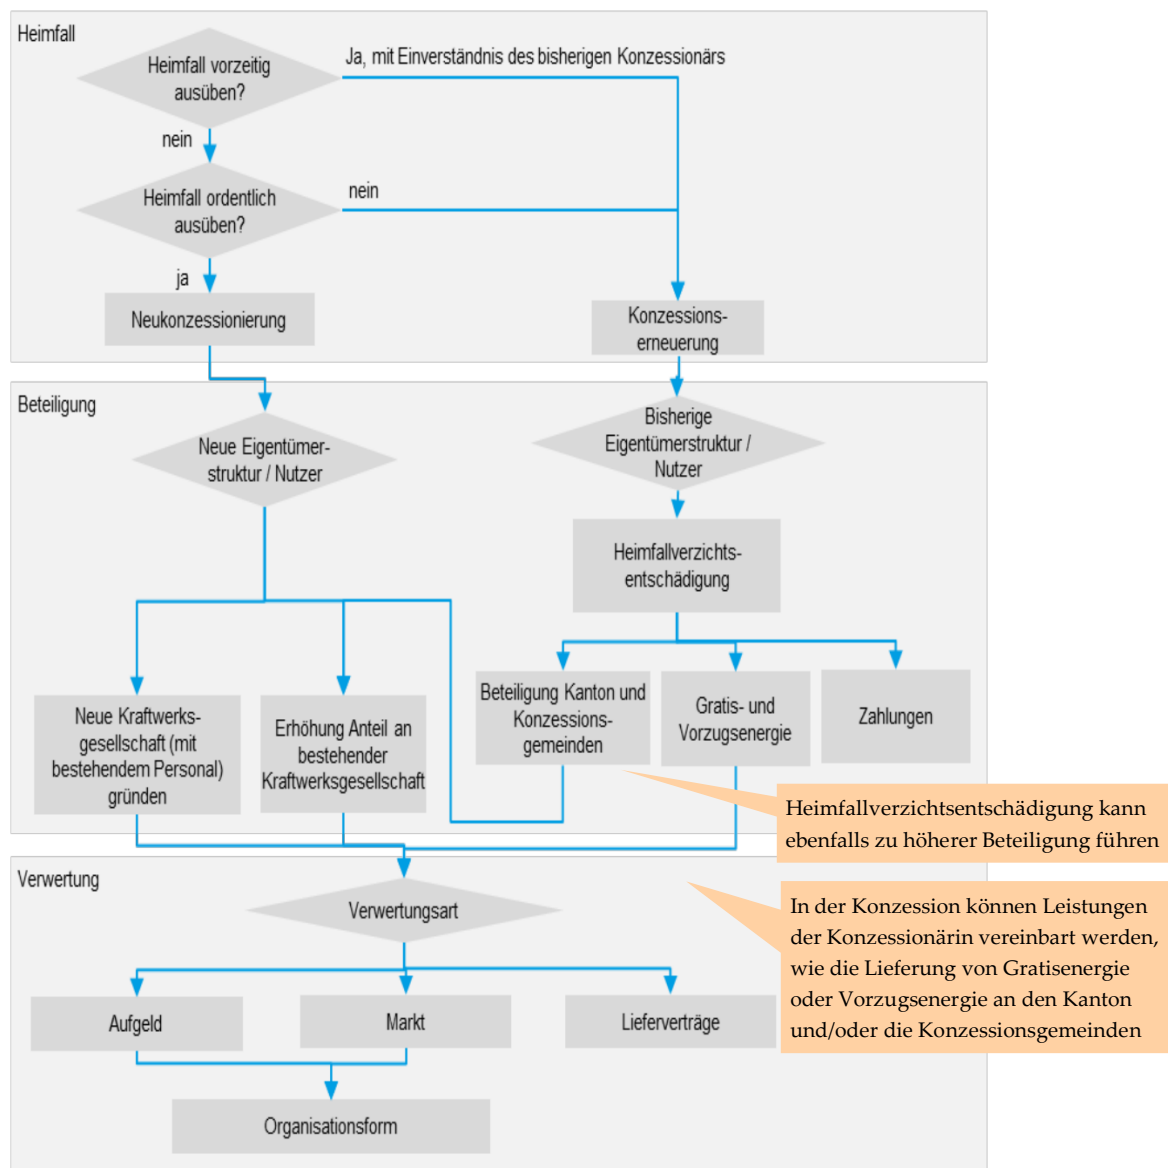 Heimfall
Heimfall vorzeitig
ausüben?
Ja, mit Einverständnis des bisherigen Konzessionärs
nein
Heimfall ordentlich
ausüben?
nein
ja
Neukonzessionierung
Konzessions-
erneuerung
Beteiligung
Neue Eigentümer-
struktur / Nutzer
Bisherige
Eigentümerstruktur /
Nutzer
Heimfallverzichts-
entschädigung
Neue Kraftwerks-
gesellschaft (mit
bestehendem Personal)
gründen
Erhöhung Anteil an
bestehender
Kraftwerksgesellschaft
Beteiligung Kanton und
Konzessions-
gemeinden
Gratis- und
Vorzugsenergie
Zahlungen
Heimfallverzichtsentschädigung kann
ebenfalls zu höherer Beteiligung führen
Verwertung
Verwertungsart
In der Konzession können Leistungen
der Konzessionärin vereinbart werden,
wie die Lieferung von Gratisenergie
oder Vorzugsenergie an den Kanton
und/oder die Konzessionsgemeinden
Aufgeld
Markt
Lieferverträge
Organisationsform